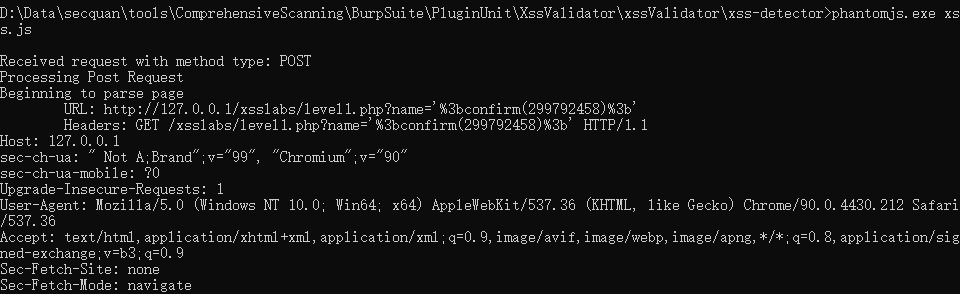 D:\Data\secquan\tools\ComprehensiveScanning\BurpSuite\PluginUnit\XssValidator\xssValidator\xss-detector>phantomjs.exe xs
s.js
Received request with method type: POST
Processing Post Request
Beginning to parse page
URL: http://127.0.0.1/xsslabs/level1.php?name='%3bconfirm(299792458)%3b'
Headers: GET /xsslabs/level1.php?name='%3bconfirm(299792458)%3b' HTTP/1.1
Host: 127.0.0.1
sec-ch-ua: " Not A;Brand";v="99", "Chromium";v="90"
sec-ch-ua-mobile: ?0
Upgrade-Insecure-Requests: 1
User-Agent: Mozilla/5.0 (Windows NT 10.0; Win64; x64) AppleWebKit/537.36 (KHTML, like Gecko) Chrome/90.0.4430.212 Safari
/537.36
Accept: text/html,application/xhtml+xml,application/xml;q=0.9,image/avif,image/webp,image/apng,*/*;q=0.8,application/sig
ned-exchange;v=b3;q=0.9
Sec-Fetch-Site: none
Sec-Fetch-Mode: navigate